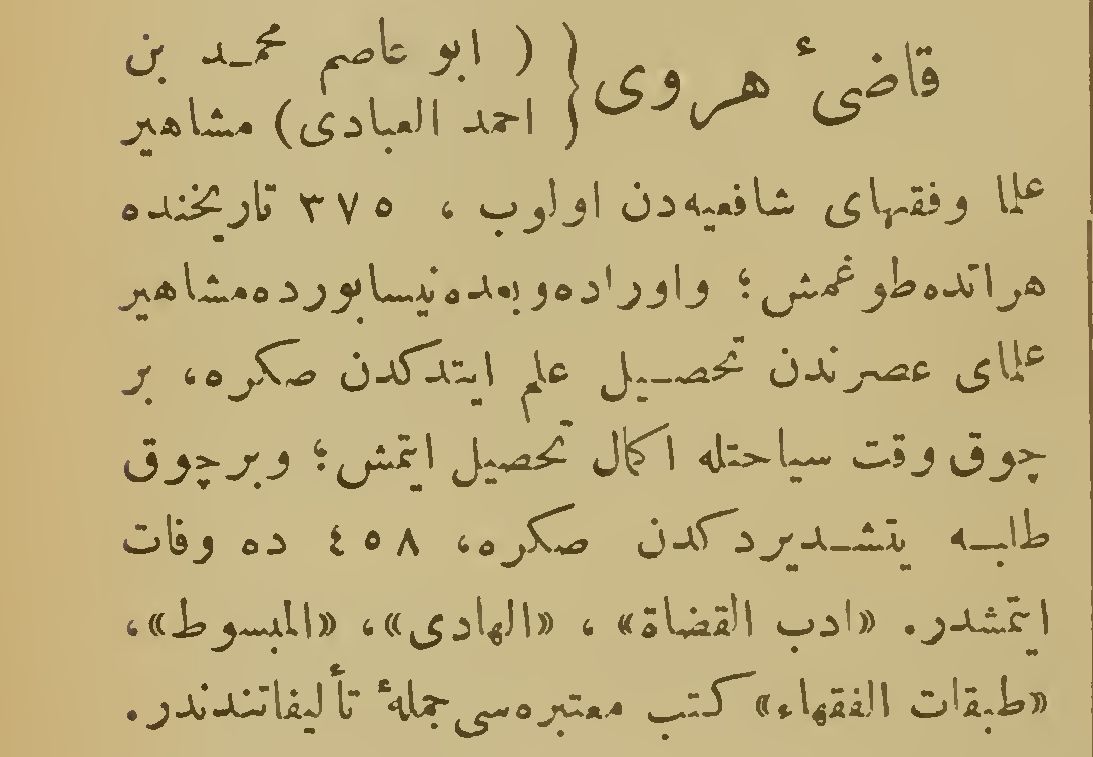 قاضئ هروی { ( ابو عاصم محمد بن
احمد العبادی) مشاهیر
علما وفقهای شافعیه‌دن اولوب ، ٣٧٥ تاریخنده
هراتده طوغمش؛ واوراده وبعده نیسابورده مشاهیر
علمای عصرندن تحصیل علم ایتدکدن صکره، بر
چوق وقت سیاحتله اکمال تحصیل ایتمش؛ وبرچوق
طلبه یتشدیردکدن صکره، ٤٥٨ ده وفات
ایتمشدر. «ادب القضاة» ، «الهادی»، «المبسوط»،
«طبقات الفقهاء» کتب معتبره‌سی جملهٔ تألیفاتندندر.